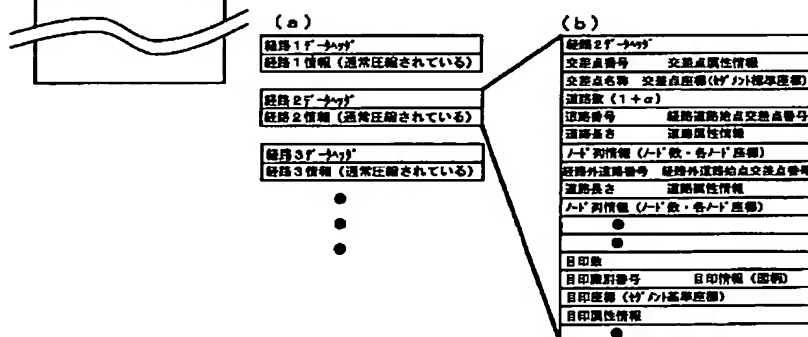 (a)
経路1データヘッダ
経路1情報(通常圧縮されている)
経路2データヘッダ
経路2情報(通常圧縮されている)
経路3データヘッダ
経路3情報(通常圧縮されている)
(b)
経路2データヘッダ
交差点番号 交差点属性情報
交差点名称 交差点座標(セグメント標準座標)
道路数(1+α)
道路番号 経路道路始点交差点番号
道路長さ 道路属性情報
ノード列情報(ノード数・各ノード座標)
経路外道路番号 経路外道路始点交差点番号
道路長さ 道路属性情報
ノード列情報(ノード数・各ノード座標)
目印数
目印識別番号 目印情報(図柄)
目印座標(セグメント基準座標)
目印属性情報